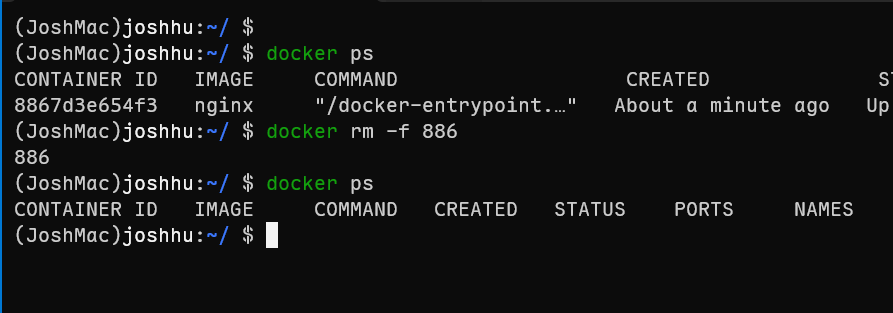 (JoshMac)joshhu:~/ $
(JoshMac)joshhu:~/ $ docker ps
CONTAINER ID   IMAGE     COMMAND                  CREATED              ST
8867d3e654f3   nginx     "/docker-entrypoint.…"   About a minute ago   Up
(JoshMac)joshhu:~/ $ docker rm -f 886
886
(JoshMac)joshhu:~/ $ docker ps
CONTAINER ID   IMAGE     COMMAND   CREATED   STATUS    PORTS     NAMES
(JoshMac)joshhu:~/ $